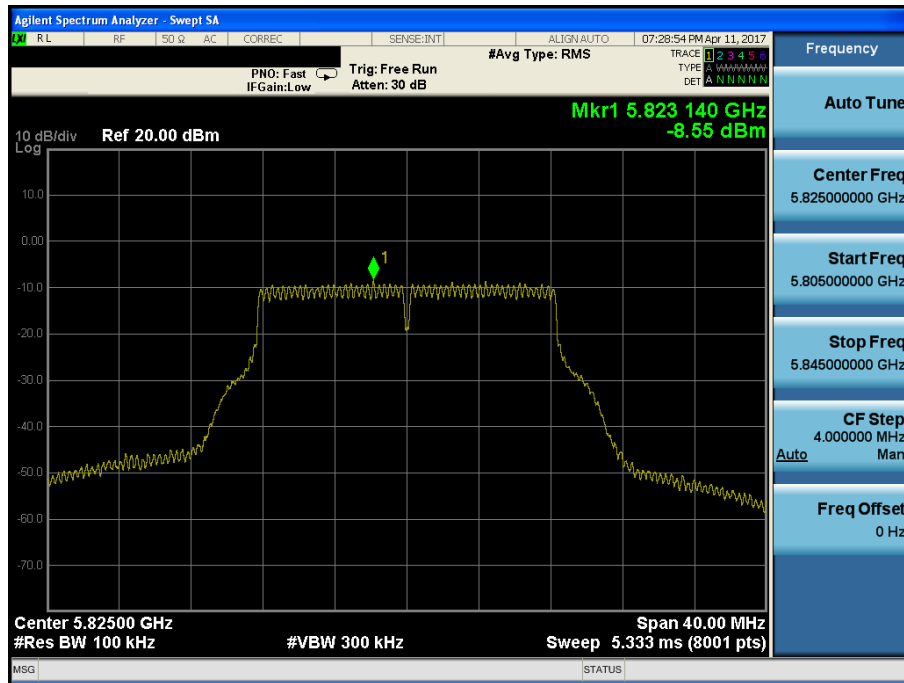 Agilent Spectrum Analyzer - Swept SA
LXI RL RF 50 Ω AC CORREC SENSE:INT ALIGNAUTO 07:28:54 PM Apr 11, 2017
#Avg Type: RMS TRACE 1 2 3 4 5 6
PNO: Fast Trig: Free Run TYPE A WWWWW
IFGain:Low Atten: 30 dB DET A N N N N N
Mkr1 5.823 140 GHz
-8.55 dBm
10 dB/div Ref 20.00 dBm
Log
1
10.0
0.00
-10.0
-20.0
-30.0
-40.0
-50.0
-60.0
-70.0
Center 5.82500 GHz Span 40.00 MHz
#Res BW 100 kHz #VBW 300 kHz Sweep 5.333 ms (8001 pts)
MSG STATUS
Frequency
Auto Tune
Center Freq
5.825000000 GHz
Start Freq
5.805000000 GHz
Stop Freq
5.845000000 GHz
CF Step
4.000000 MHz
Auto Man
Freq Offset
0 Hz